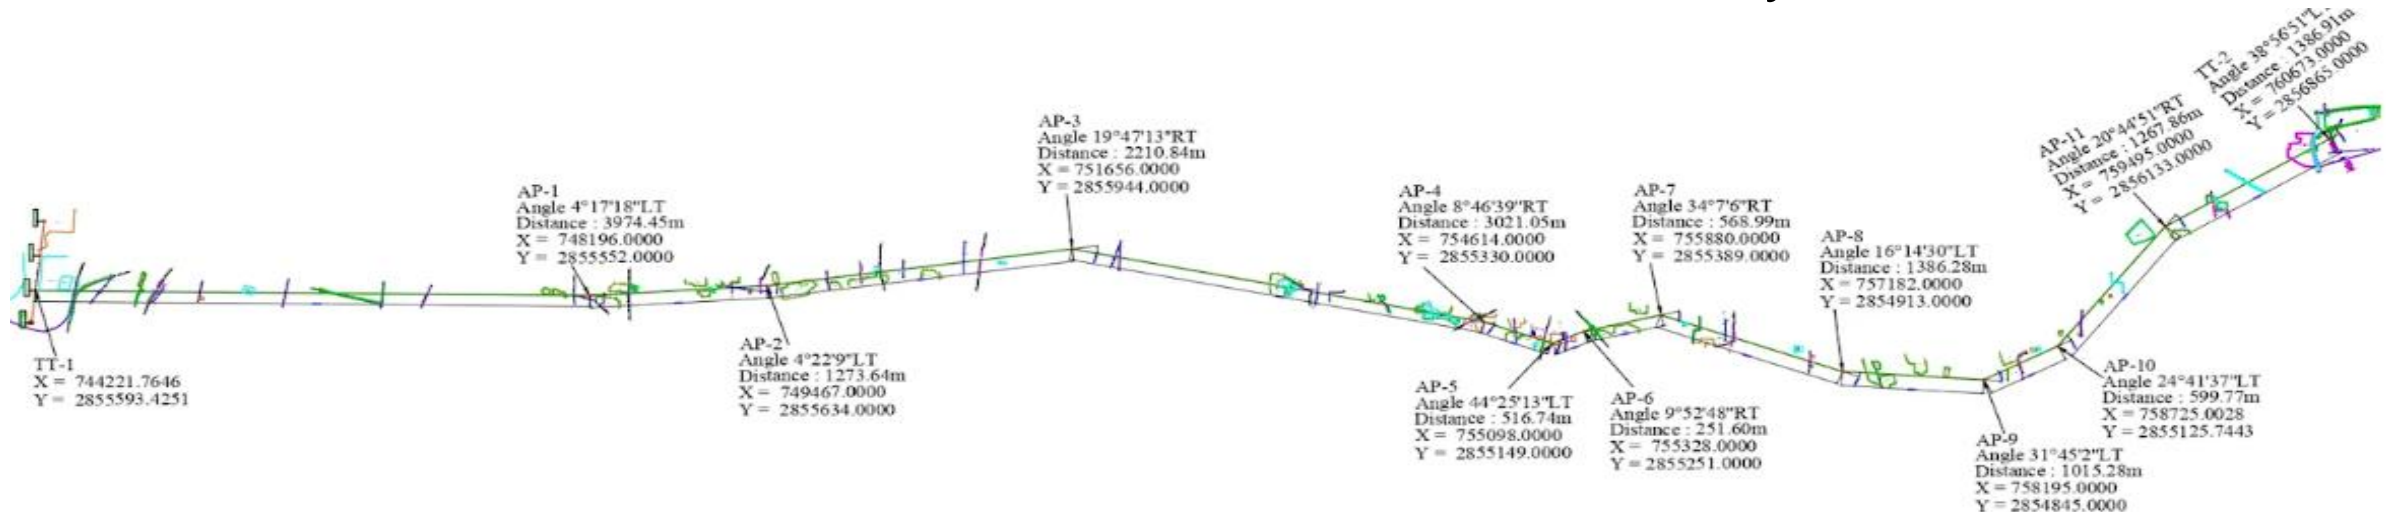 TT-1
X = 744221.7646
Y = 2855593.4251
AP-1
Angle 4°17'18"LT
Distance : 3974.45m
X = 748196.0000
Y = 2855552.0000
AP-2
Angle 4°22'9"LT
Distance : 1273.64m
X = 749467.0000
Y = 2855634.0000
AP-3
Angle 19°47'13"RT
Distance : 2210.84m
X = 751656.0000
Y = 2855944.0000
AP-4
Angle 8°46'39"RT
Distance : 3021.05m
X = 754614.0000
Y = 2855330.0000
AP-5
Angle 44°25'13"LT
Distance : 516.74m
X = 755098.0000
Y = 2855149.0000
AP-6
Angle 9°52'48"RT
Distance : 251.60m
X = 755328.0000
Y = 2855251.0000
AP-7
Angle 34°7'6"RT
Distance : 568.99m
X = 755880.0000
Y = 2855389.0000
AP-8
Angle 16°14'30"LT
Distance : 1386.28m
X = 757182.0000
Y = 2854913.0000
AP-9
Angle 31°45'2"LT
Distance : 1015.28m
X = 758195.0000
Y = 2854845.0000
AP-10
Angle 24°41'37"LT
Distance : 599.77m
X = 758725.0028
Y = 2855125.7443
AP-11
Angle 20°44'51"RT
Distance : 1267.86m
X = 759495.0000
Y = 2856133.0000
TT-2
Angle 38°56'51"
Distance : 1386.91m
X = 760673.0000
Y = 2856865.0000